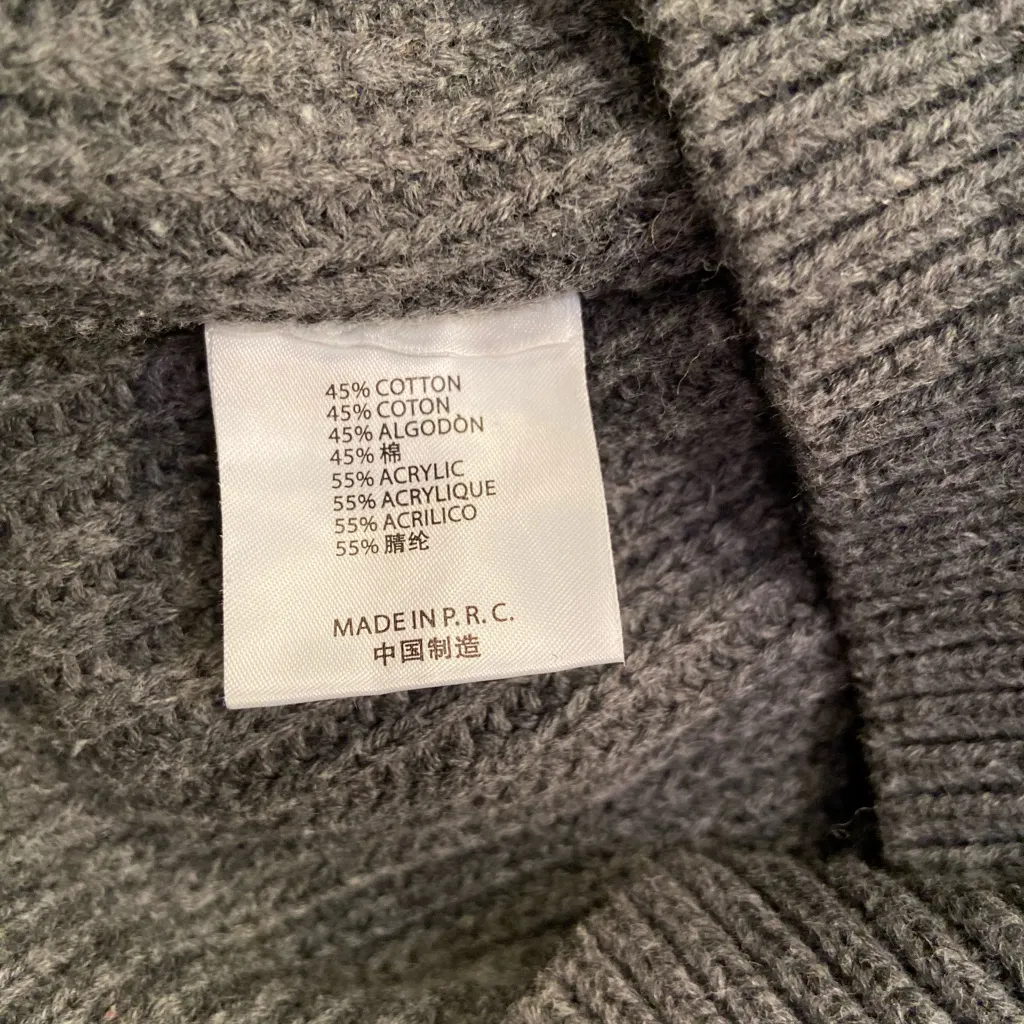 45% COTTON
45% COTON
45% ALGODÒN
45% 棉
55% ACRYLIC
55% ACRYLIQUE
55% ACRILICO
55% 腈纶
MADE IN P. R. C.
中国制造